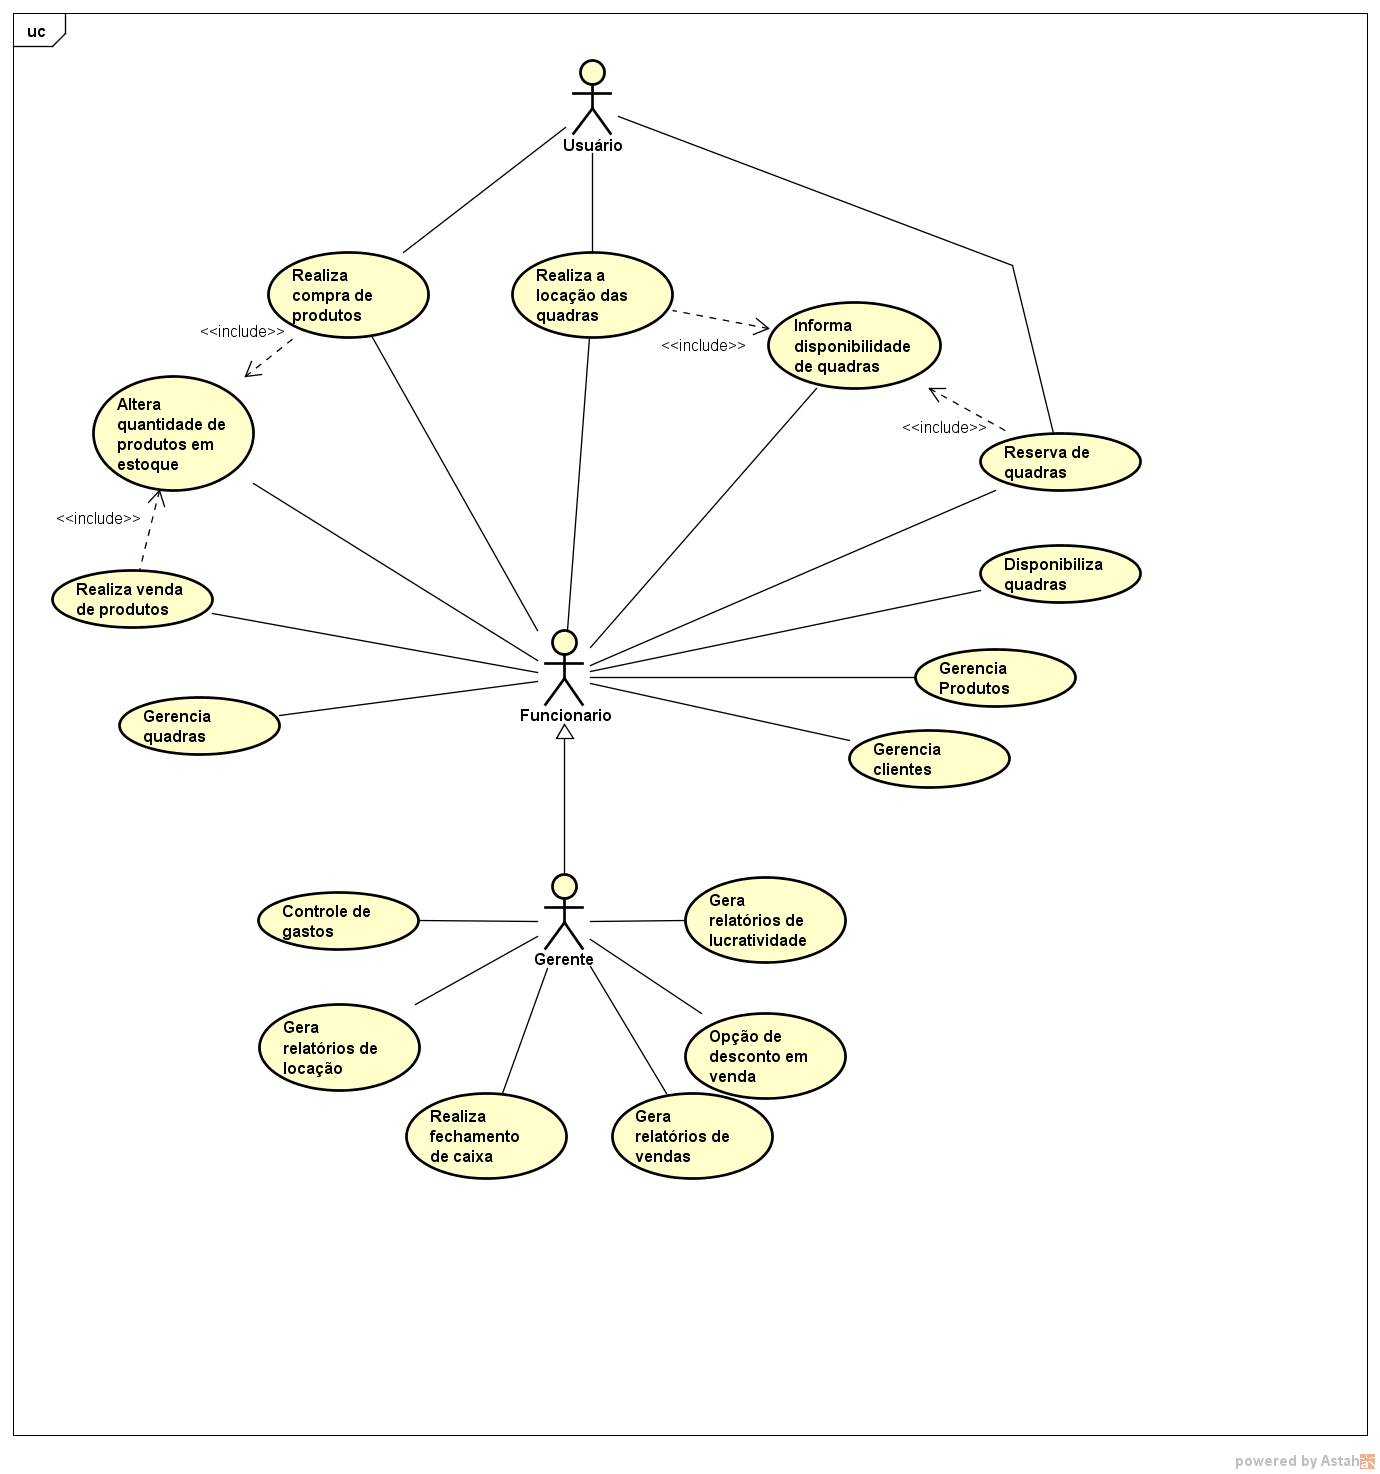 uc
Usuário
Realiza
compra de
produtos
Realiza a
locação das
quadras
Informa
disponibilidade
de quadras
<<include>>
<<include>>
Altera
quantidade de
produtos em
estoque
<<include>>
Reserva de
quadras
<<include>>
Disponibiliza
quadras
Realiza venda
de produtos
Gerencia
Produtos
Funcionario
Gerencia
quadras
Gerencia
clientes
Controle de
gastos
Gera
relatórios de
lucratividade
Gerente
Gera
relatórios de
locação
Opção de
desconto em
venda
Realiza
fechamento
de caixa
Gera
relatórios de
vendas
powered by Astah